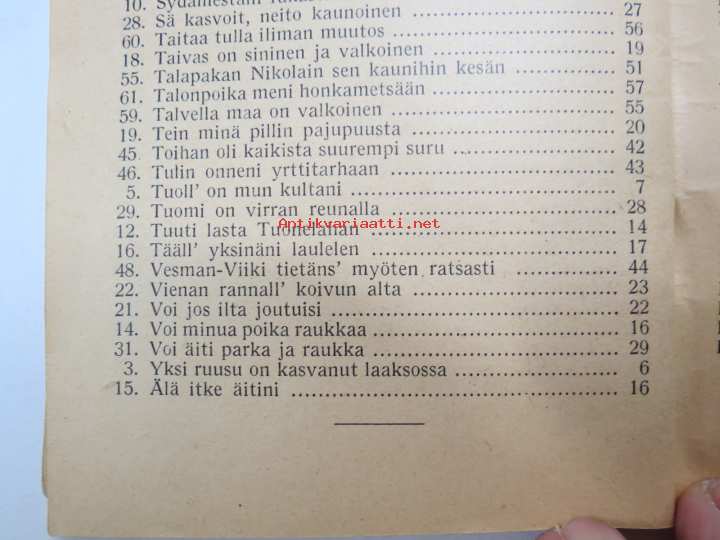 10. Sydämestäni
28. Sä kasvoit, neito kaunoinen ........ 27
60. Taitaa tulla iliman muutos ........ 56
18. Taivas on sininen ja valkoinen ........ 19
55. Talapakan Nikolain sen kaunihin kesän ........ 51
61. Talonpoika meni honkametsään ........ 57
59. Talvella maa on valkoinen ........ 55
19. Tein minä pillin pajupuusta ........ 20
45. Toihan oli kaikista suurempi suru ........ 42
46. Tulin onneni yrttitarhaan ........ 43
5. Tuoll' on mun kultani ........ 7
29. Tuomi on virran reunalla ........ 28
Antikvariaatti.net
12. Tuuti lasta Tuonelahan ........ 14
16. Tääll' yksinäni laulelen ........ 17
48. Vesman-Viiki tietäns' myöten ratsasti ........ 44
22. Vienan rannall' koivun alta ........ 23
21. Voi jos ilta joutuisi ........ 22
14. Voi minua poika raukkaa ........ 16
31. Voi äiti parka ja raukka ........ 29
3. Yksi ruusu on kasvanut laaksossa ........ 6
15. Älä itke äitini ........ 16